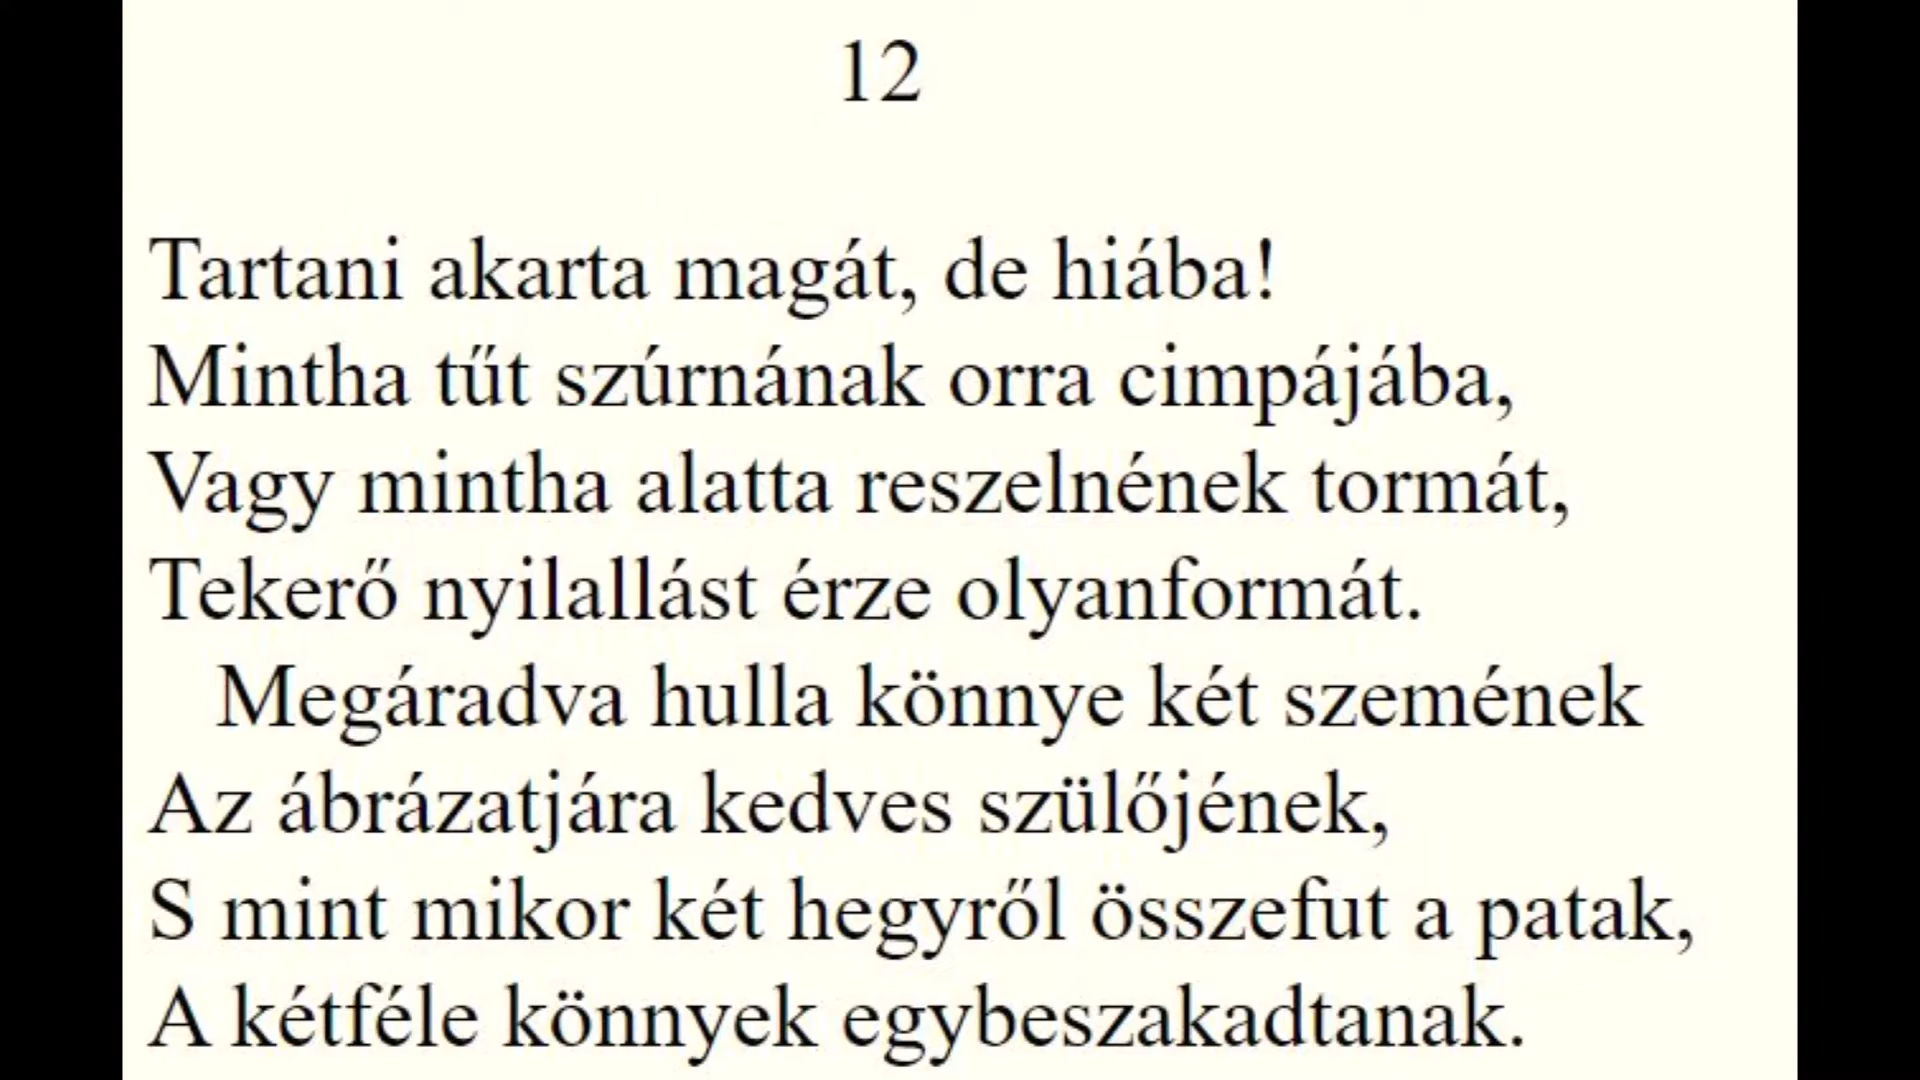 12
Tartani akarta magát, de hiába!
Mintha tűt szúrnának orra cimpájába,
Vagy mintha alatta reszelnének tormát,
Tekerő nyilallást érze olyanformát.
Megáradva hulla könnye két szemének
Az ábrázatjára kedves szülőjének,
S mint mikor két hegyről összefut a patak,
A kétféle könnyek egybeszakadtanak.